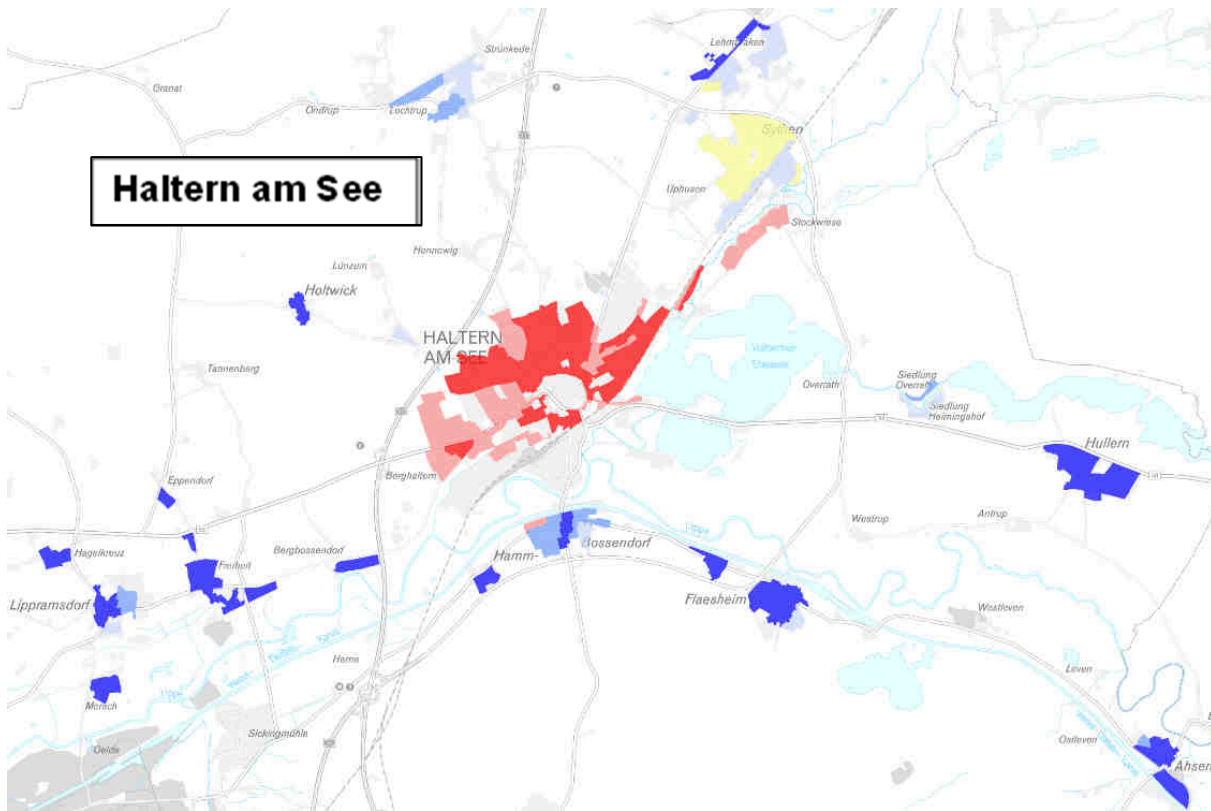 Lehmbraken
Strünkede
Granat
Ondrup
Lochtrup
Sythen
Haltern am See
Uphusen
Stockwiese
Hennewig
Lünzum
Holtwick
HALTERN
AM SEE
Tannenberg
Overrath
Siedlung
Overrath
Siedlung
Heimingshof
Hullern
Berghaltern
Eppendorf
Westrup
Antrup
Lippe
Hagelkreuz
Bergbossendorf
Hamm-
Bossendorf
Freiheit
Lippramsdorf
Flaesheim
Westleven
Herne
Leven
Mersch
Sickingmühle
Oelde
Ostleven
Ahsen